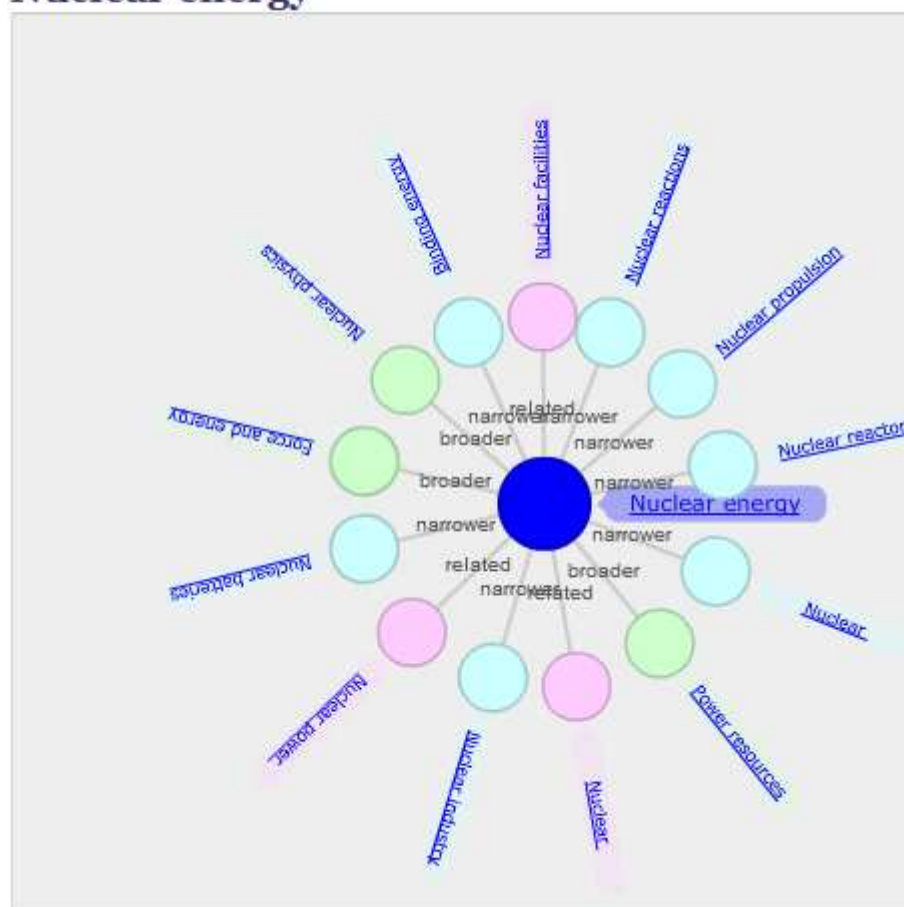 Nuclear energy
Nuclear facilities
Nuclear reactions
Binding energy
Nuclear physics
Nuclear propulsion
related
narrower
narrower
Force and energy
broader
narrower
Nuclear reactor
broader
narrower
Nuclear energy
narrower
narrower
Nuclear batteries
related
broader
narrower
related
Nuclear
Nuclear power
Power resources
Nuclear industry
Nuclear